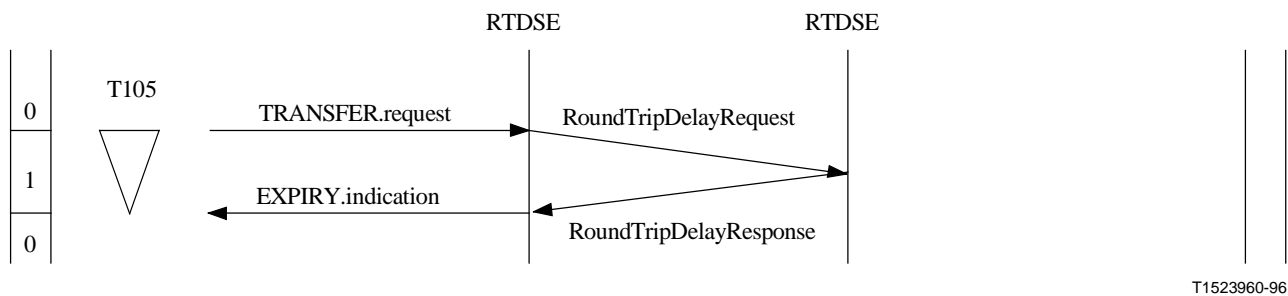 RTDSE RTDSE
T105
0 TRANSFER.request RoundTripDelayRequest
1
EXPIRY.indication
0 RoundTripDelayResponse
T1523960-96